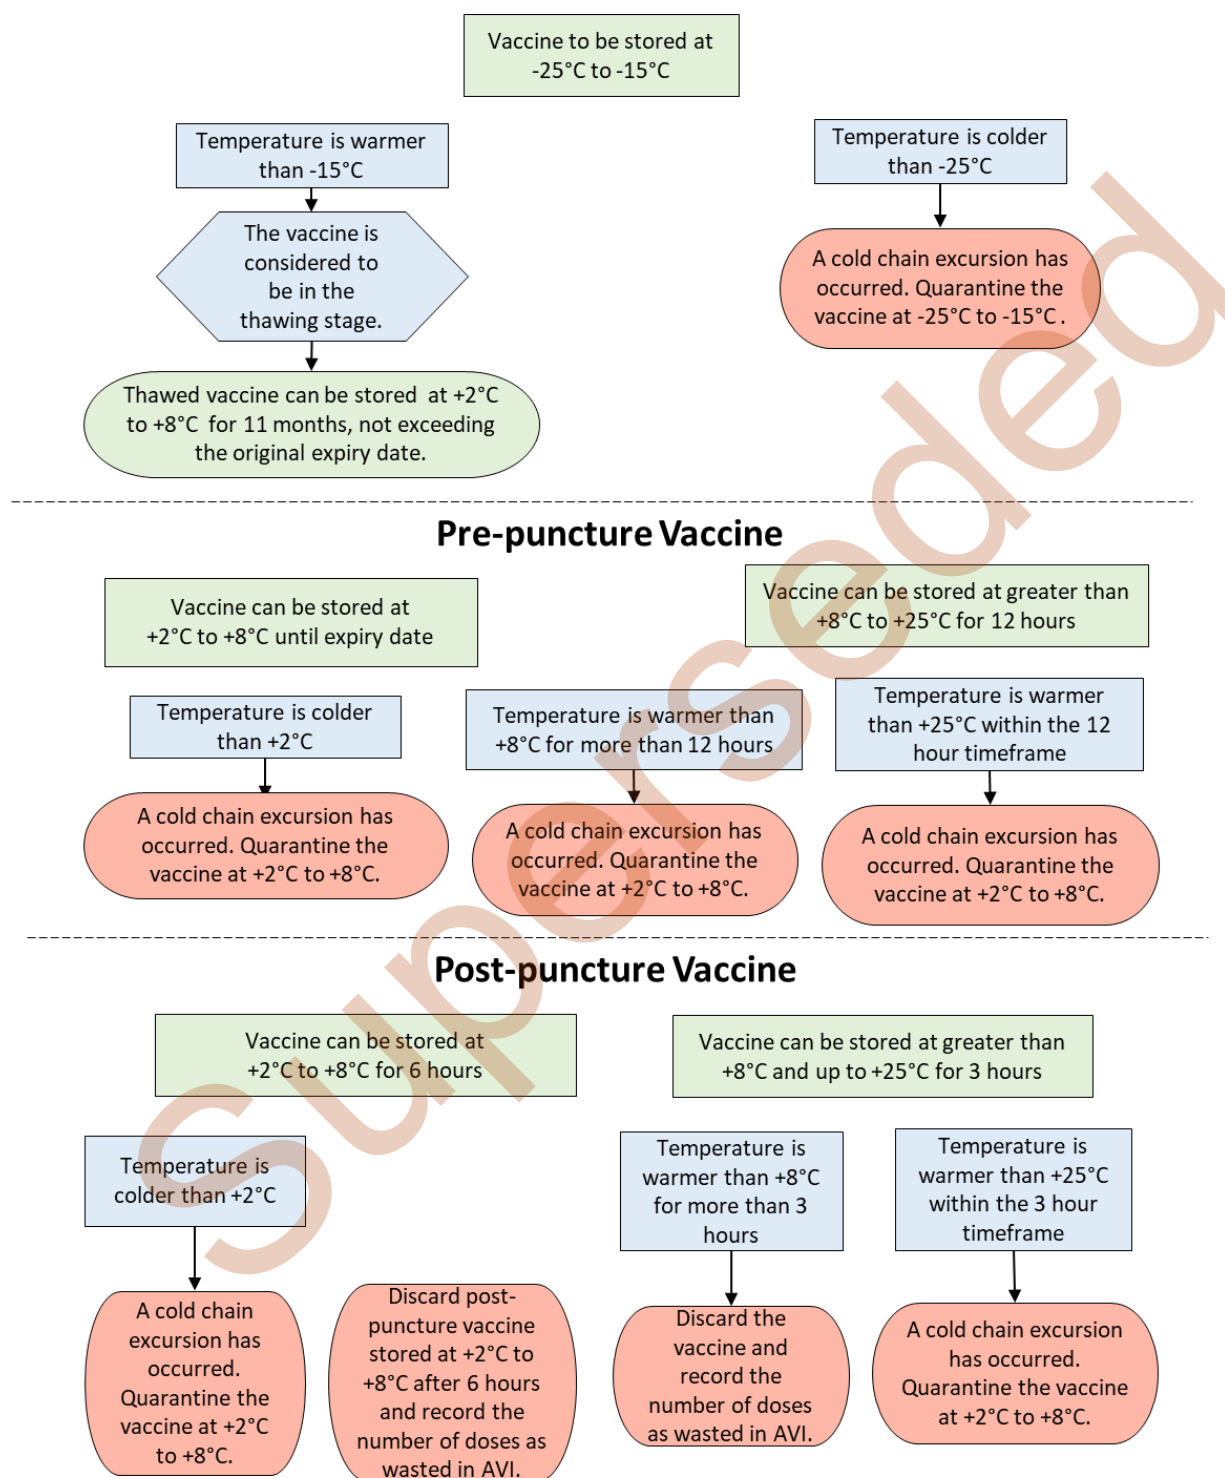 Vaccine to be stored at
-25°C to -15°C
Temperature is warmer
than -15°C
Temperature is colder
than -25°C
The vaccine is
considered to
be in the
thawing stage.
A cold chain excursion has
occurred. Quarantine the
vaccine at -25°C to -15°C .
Thawed vaccine can be stored at +2°C
to +8°C for 11 months, not exceeding
the original expiry date.
Pre-puncture Vaccine
Vaccine can be stored at
+2°C to +8°C until expiry date
Vaccine can be stored at greater than
+8°C to +25°C for 12 hours
Temperature is colder
than +2°C
Temperature is warmer than
+8°C for more than 12 hours
Temperature is warmer
than +25°C within the 12
hour timeframe
A cold chain excursion has
occurred. Quarantine the
vaccine at +2°C to +8°C.
A cold chain excursion has
occurred. Quarantine the
vaccine at +2°C to +8°C.
A cold chain excursion has
occurred. Quarantine the
vaccine at +2°C to +8°C.
Post-puncture Vaccine
Vaccine can be stored at
+2°C to +8°C for 6 hours
Vaccine can be stored at greater than
+8°C and up to +25°C for 3 hours
Temperature is
colder than +2°C
Temperature is
warmer than +8°C
for more than 3
hours
Temperature is
warmer than +25°C
within the 3 hour
timeframe
A cold chain
excursion has
occurred.
Quarantine the
vaccine at +2°C
to +8°C.
Discard post-
puncture vaccine
stored at +2°C to
+8°C after 6 hours
and record the
number of doses as
wasted in AVI.
Discard the
vaccine and
record the
number of doses
as wasted in AVI.
A cold chain excursion
has occurred.
Quarantine the vaccine
at +2°C to +8°C.
Superseded